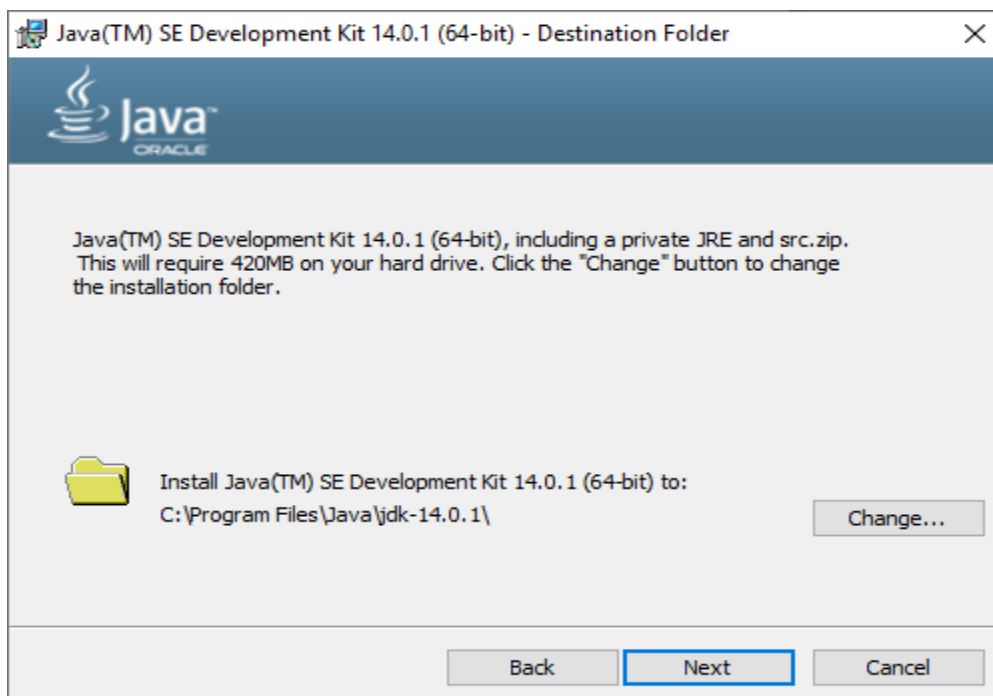 Java(TM) SE Development Kit 14.0.1 (64-bit) - Destination Folder
Java™
ORACLE
Java(TM) SE Development Kit 14.0.1 (64-bit), including a private JRE and src.zip.
This will require 420MB on your hard drive. Click the "Change" button to change
the installation folder.
Install Java(TM) SE Development Kit 14.0.1 (64-bit) to:
C:\Program Files\Java\jdk-14.0.1\
Change...
Back
Next
Cancel